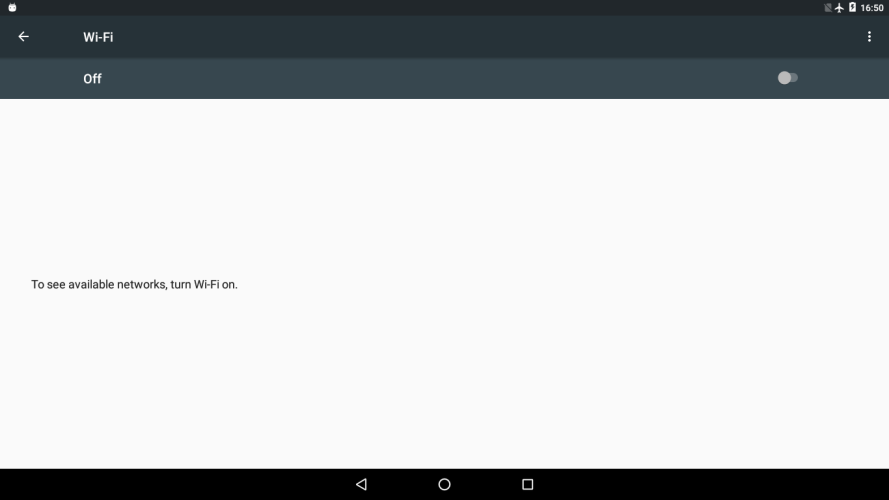 16:50
Wi-Fi
Off
To see available networks, turn Wi-Fi on.